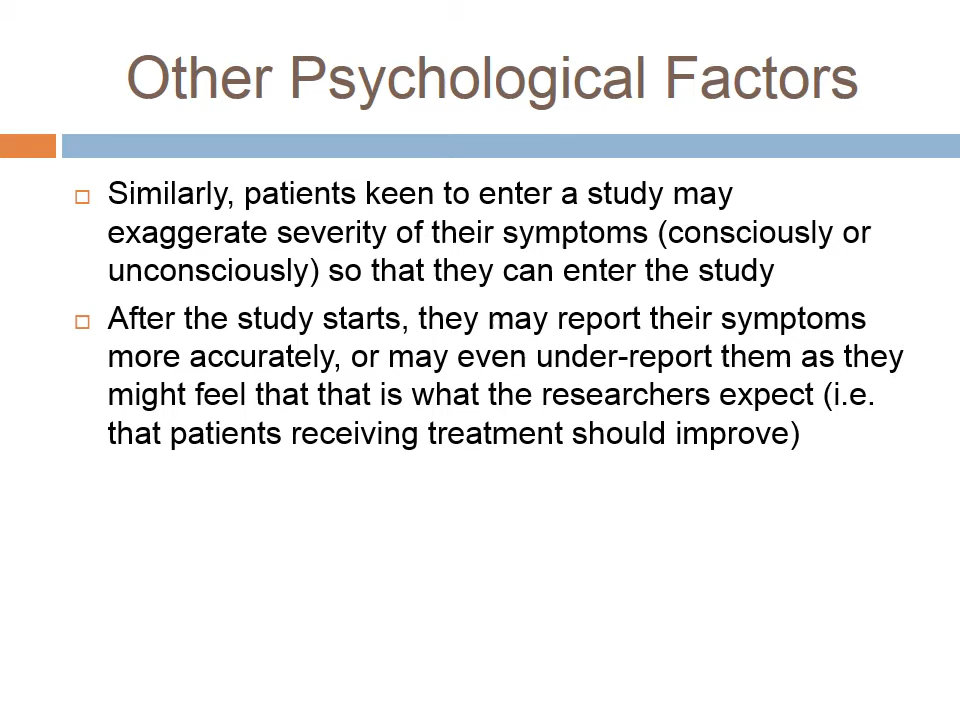 Other Psychological Factors
Similarly, patients keen to enter a study may
exaggerate severity of their symptoms (consciously or
unconsciously) so that they can enter the study
After the study starts, they may report their symptoms
more accurately, or may even under-report them as they
might feel that that is what the researchers expect (i.e.
that patients receiving treatment should improve)